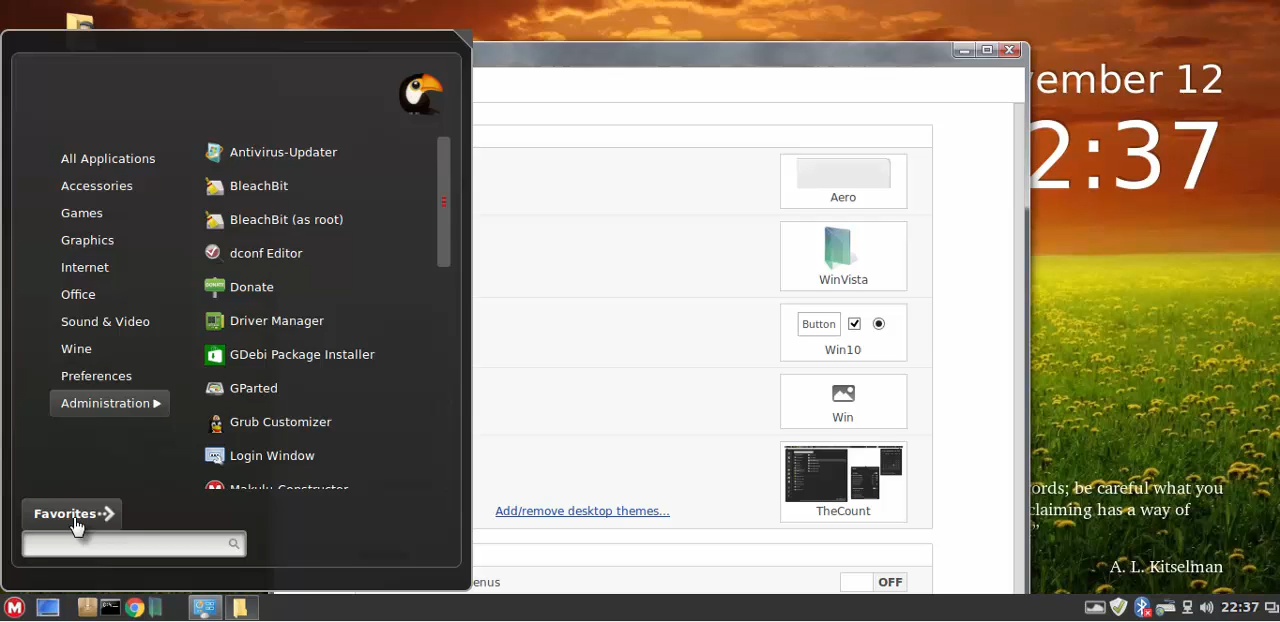 All Applications
Accessories
Games
Graphics
Internet
Office
Sound & Video
Wine
Preferences
Administration
Antivirus-Updater
BleachBit
BleachBit (as root)
dconf Editor
Donate
Driver Manager
GDebi Package Installer
GParted
Grub Customizer
Login Window
Makulu Constructor
Favorites
Aero
WinVista
Button
Win10
Win
Add/remove desktop themes...
TheCount
enus
OFF
vember 12
2:37
ords; be careful what you
claiming has a way of
”
A. L. Kitselman
22:37